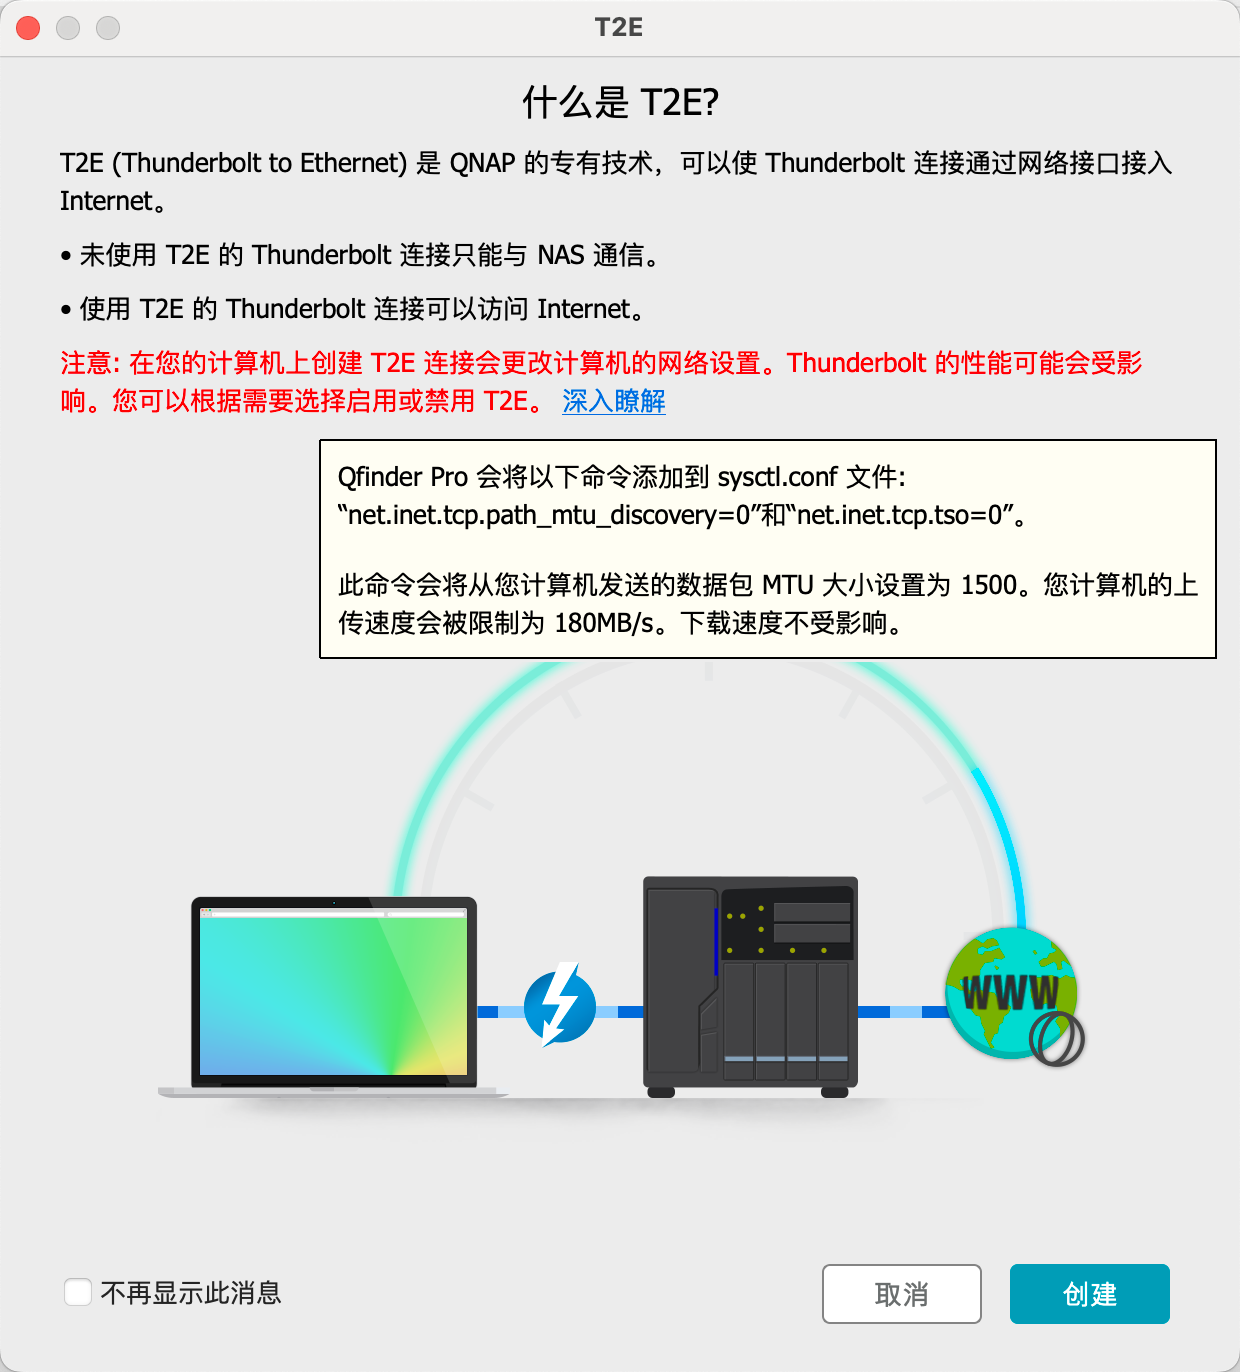 T2E
什么是 T2E?
T2E (Thunderbolt to Ethernet) 是 QNAP 的专有技术，可以使 Thunderbolt 连接通过网络接口接入
Internet。
• 未使用 T2E 的 Thunderbolt 连接只能与 NAS 通信。
• 使用 T2E 的 Thunderbolt 连接可以访问 Internet。
注意: 在您的计算机上创建 T2E 连接会更改计算机的网络设置。Thunderbolt 的性能可能会受影
响。您可以根据需要选择启用或禁用 T2E。 深入瞭解
Qfinder Pro 会将以下命令添加到 sysctl.conf 文件:
“net.inet.tcp.path_mtu_discovery=0”和“net.inet.tcp.tso=0”。
此命令会将从您计算机发送的数据包 MTU 大小设置为 1500。您计算机的上
传速度会被限制为 180MB/s。下载速度不受影响。
WWW
不再显示此消息
取消
创建